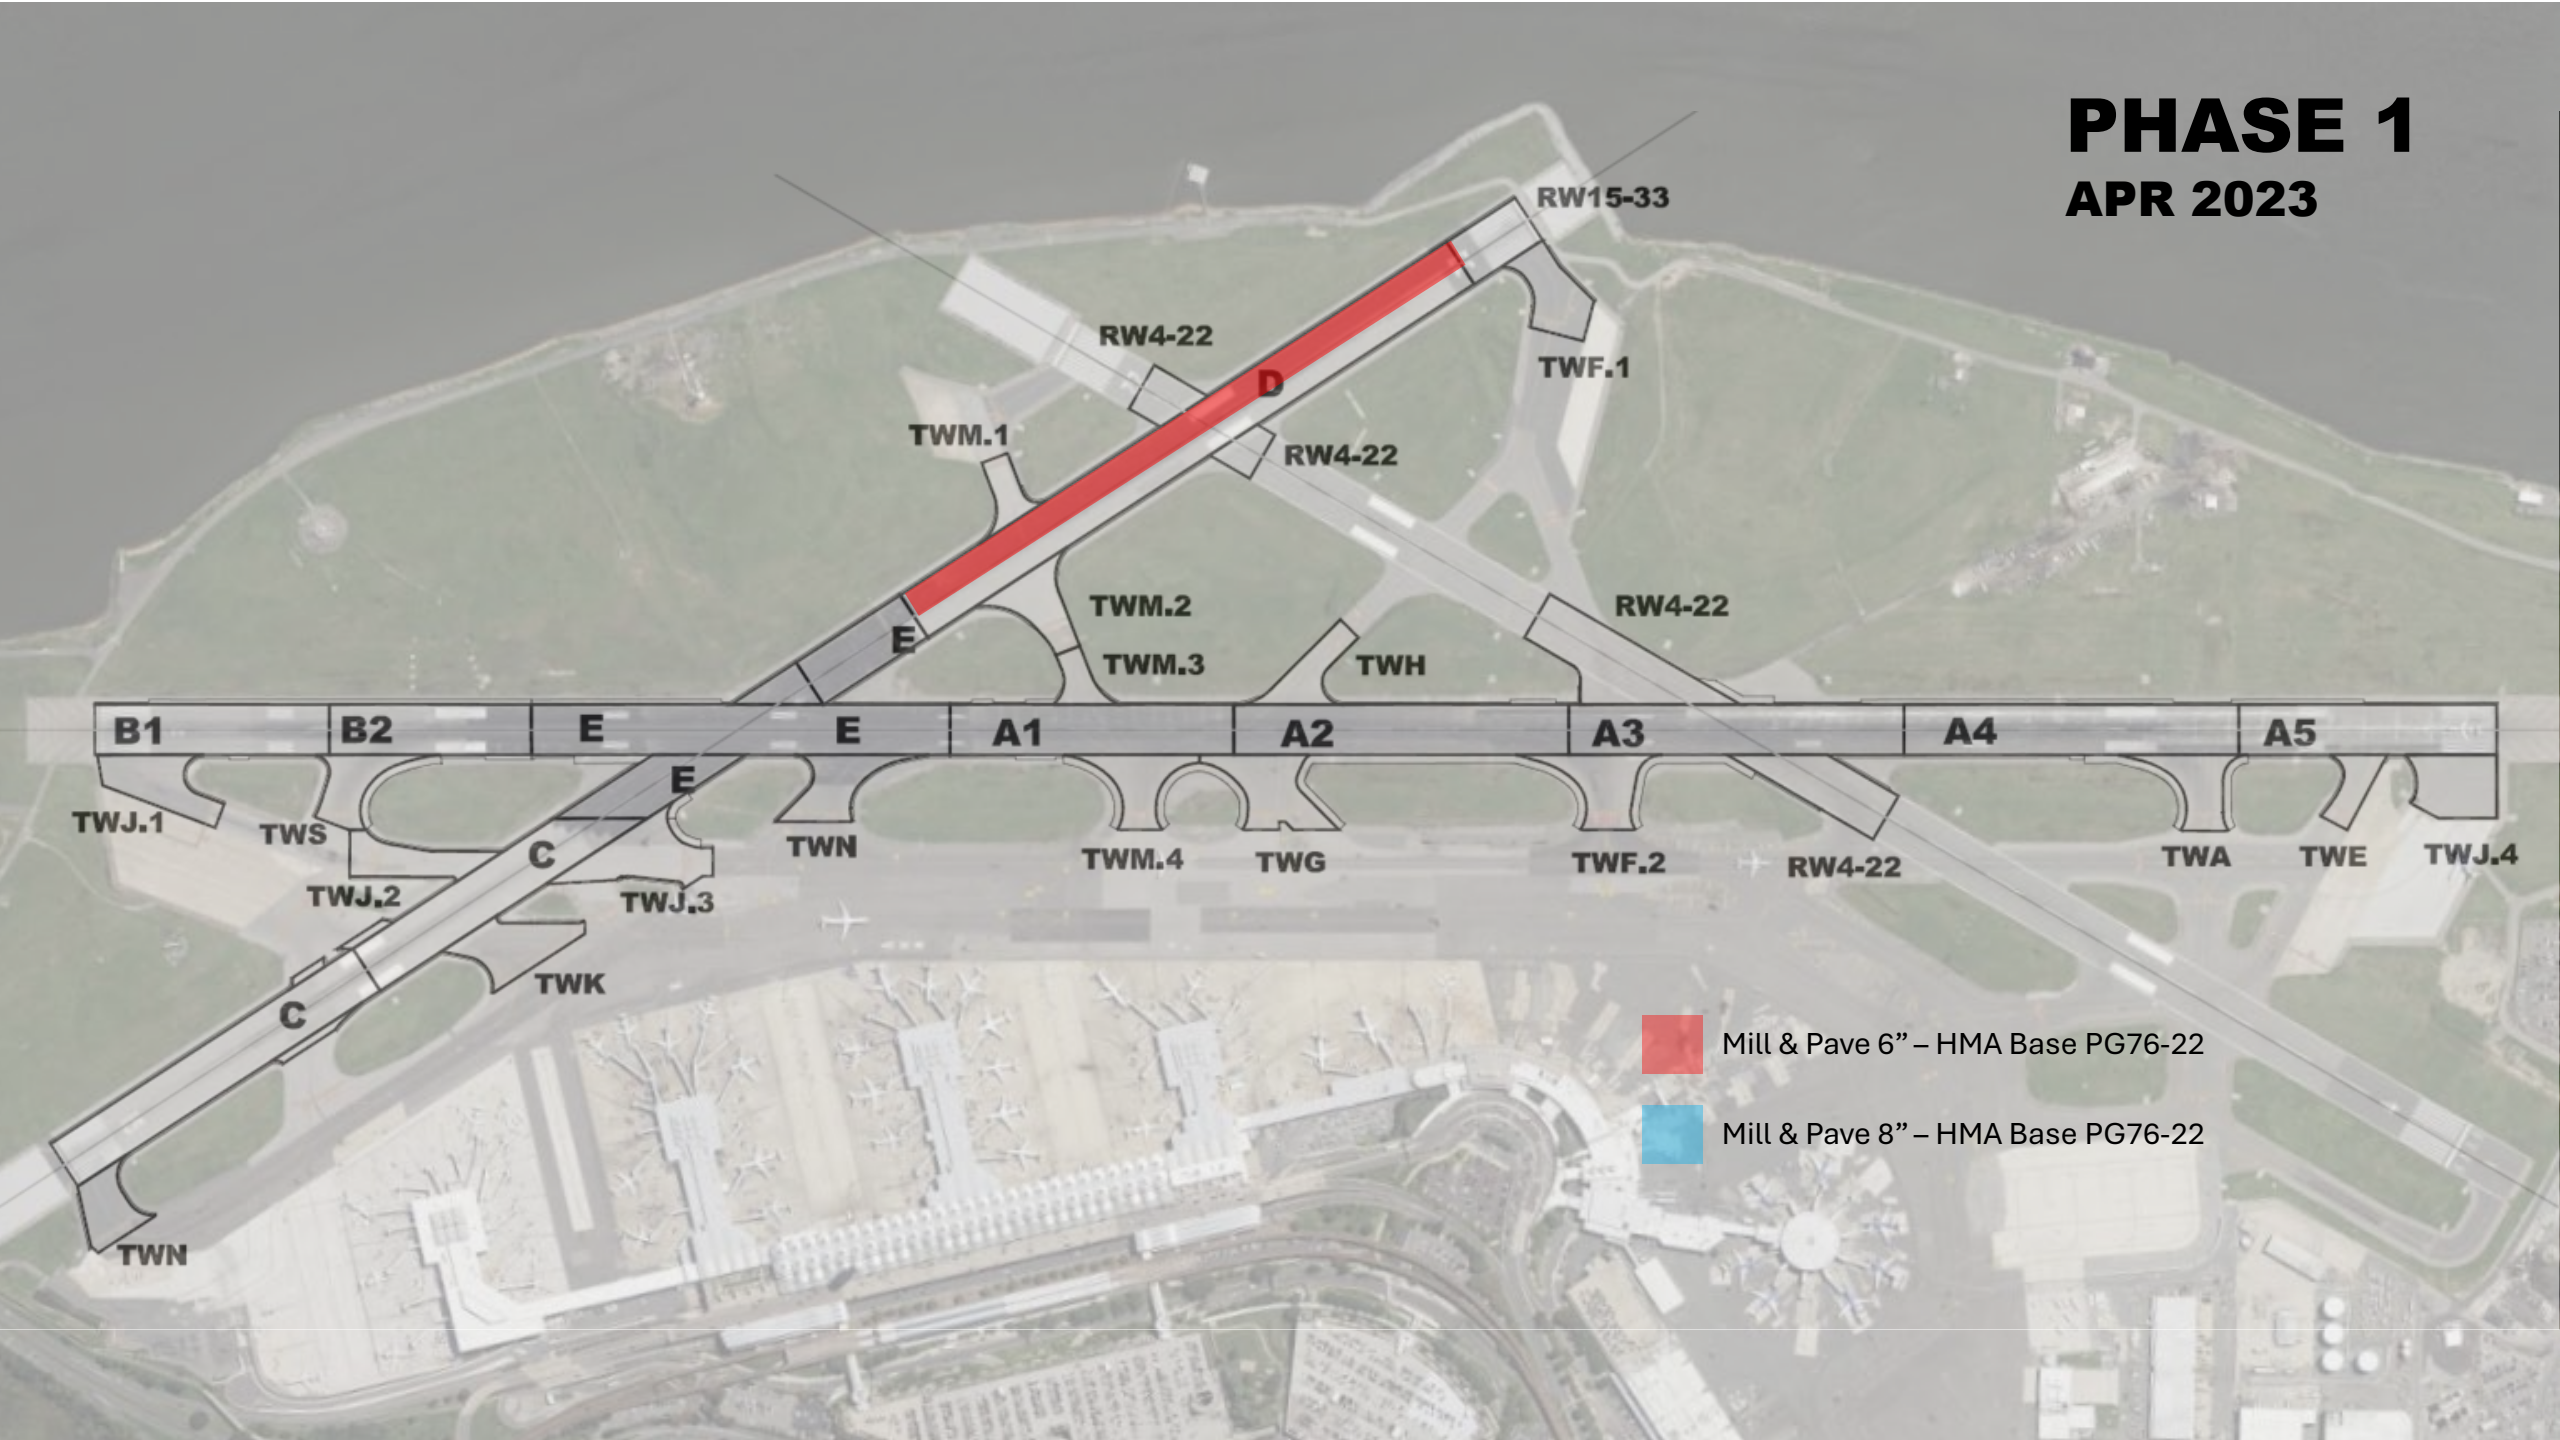 PHASE 1
APR 2023
RW15-33
RW4-22
TWF.1
D
TWM.1
RW4-22
TWM.2
RW4-22
E
TWM.3
TWH
B1
B2
E
E
A1
A2
A3
A4
A5
E
TWJ.1
TWS
TWN
C
TWM.4
TWG
TWF.2
RW4-22
TWA
TWE
TWJ.4
TWJ.2
TWJ.3
TWK
C
Mill & Pave 6” – HMA Base PG76-22
Mill & Pave 8” – HMA Base PG76-22
TWN